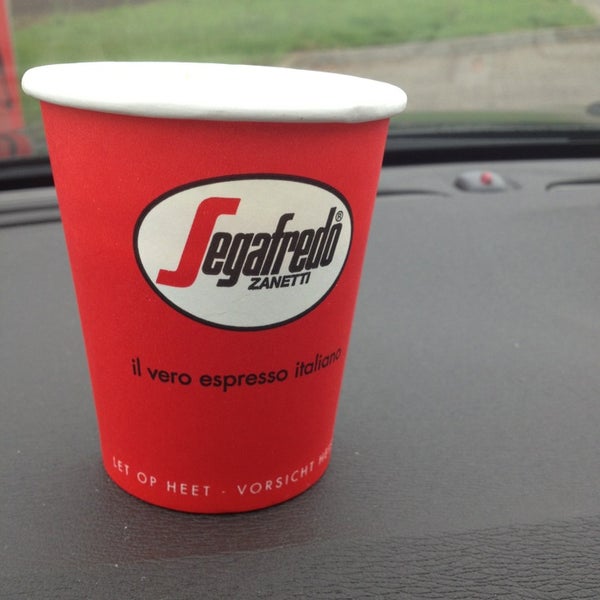 Segafredo®
ZANETTI
il vero espresso italiano
LET OP HEET - VORSICHT